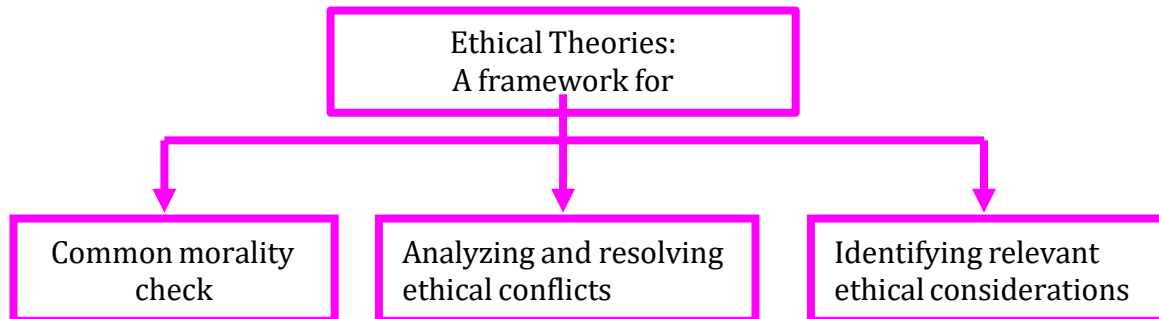 Ethical Theories:
A framework for
Common morality
check
Analyzing and resolving
ethical conflicts
Identifying relevant
ethical considerations